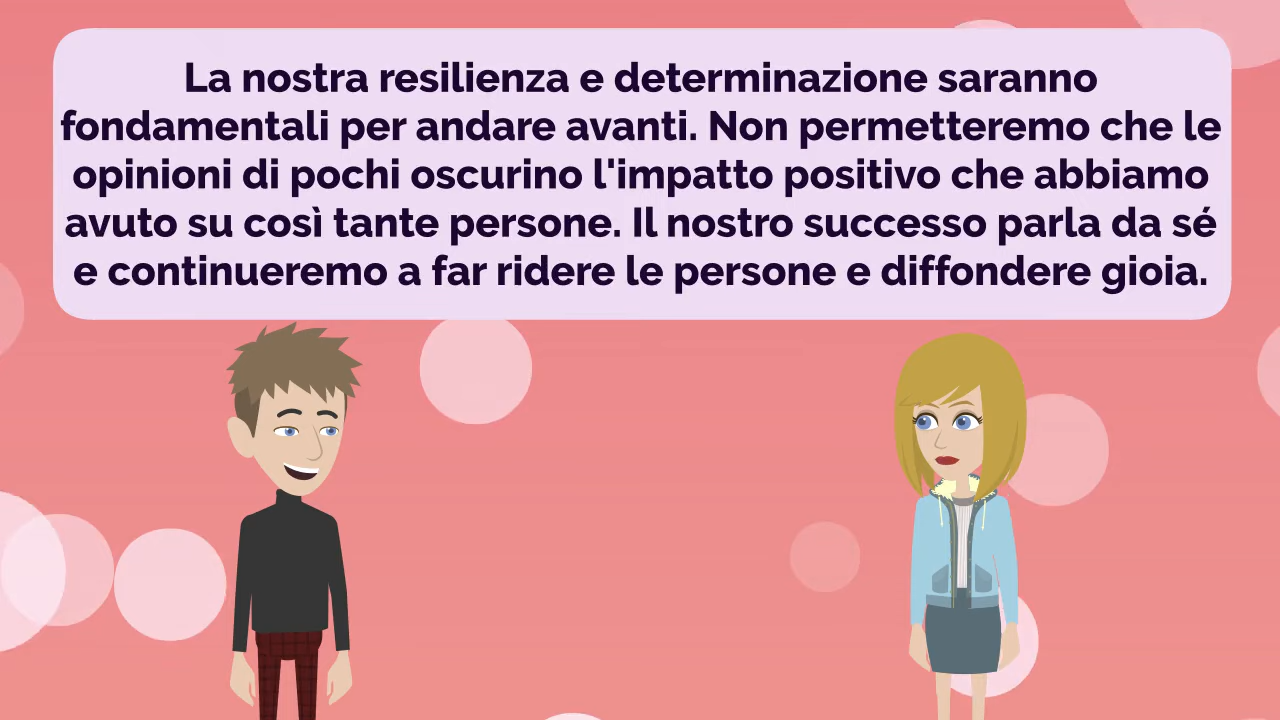 La nostra resilienza e determinazione saranno
fondamentali per andare avanti. Non permetteremo che le
opinioni di pochi oscurino l'impatto positivo che abbiamo
avuto su così tante persone. Il nostro successo parla da sé
e continueremo a far ridere le persone e diffondere gioia.